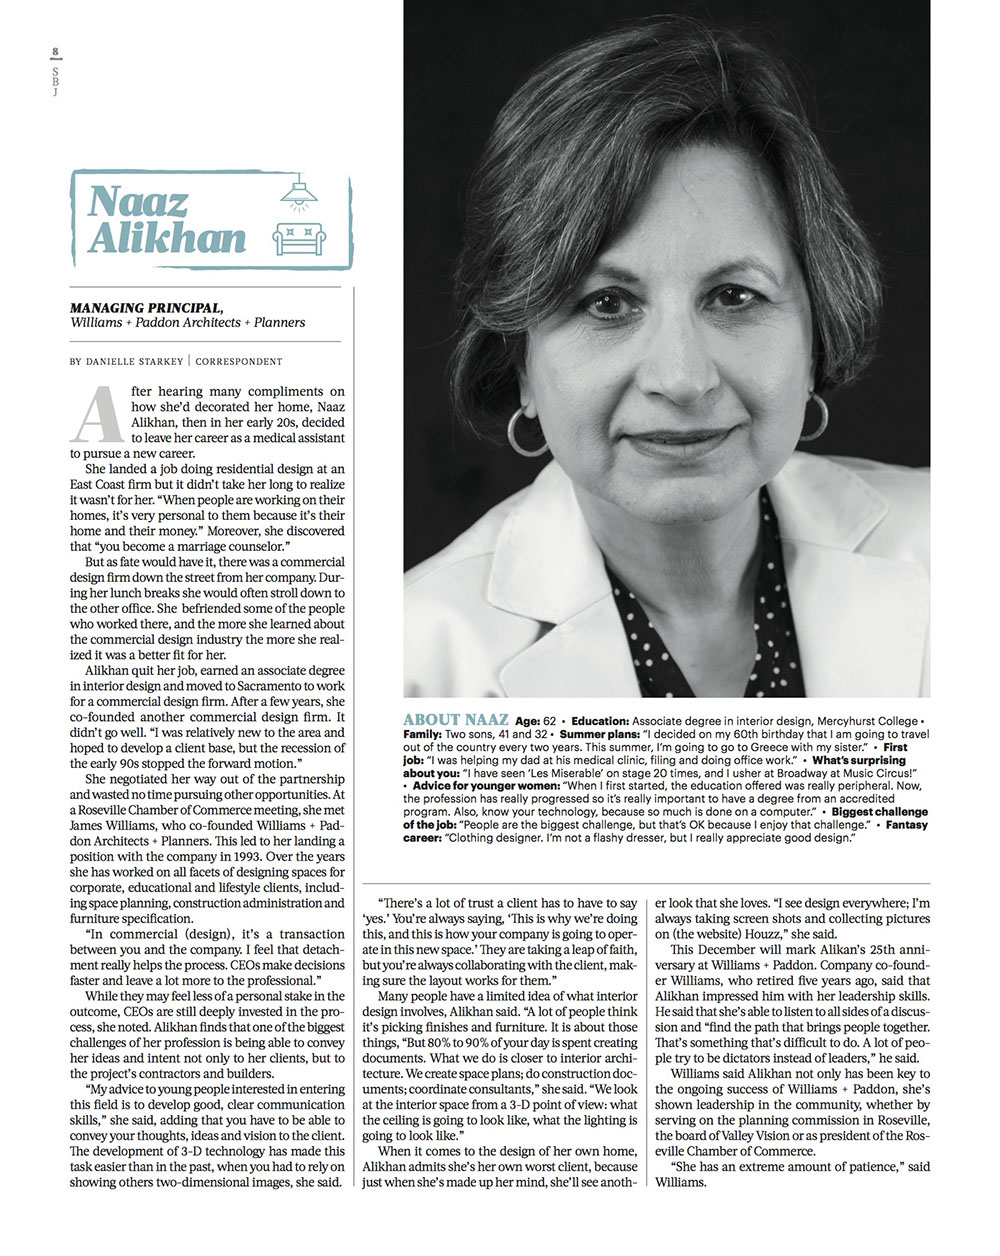 8
SBJ
Naaz
Alikhan
MANAGING PRINCIPAL,
Williams + Paddon Architects + Planners
BY DANIELLE STARKEY | CORRESPONDENT
After hearing many compliments on
how she’d decorated her home, Naaz
Alikhan, then in her early 20s, decided
to leave her career as a medical assistant
to pursue a new career.
She landed a job doing residential design at an
East Coast firm but it didn’t take her long to realize
it wasn’t for her. “When people are working on their
homes, it’s very personal to them because it’s their
home and their money.” Moreover, she discovered
that “you become a marriage counselor.”
But as fate would have it, there was a commercial
design firm down the street from her company. Dur-
ing her lunch breaks she would often stroll down to
the other office. She befriended some of the people
who worked there, and the more she learned about
the commercial design industry the more she real-
ized it was a better fit for her.
Alikhan quit her job, earned an associate degree
in interior design and moved to Sacramento to work
for a commercial design firm. After a few years, she
co-founded another commercial design firm. It
didn’t go well. “I was relatively new to the area and
hoped to develop a client base, but the recession of
the early 90s stopped the forward motion.”
She negotiated her way out of the partnership
and wasted no time pursuing other opportunities. At
a Roseville Chamber of Commerce meeting, she met
James Williams, who co-founded Williams + Pad-
don Architects + Planners. This led to her landing a
position with the company in 1993. Over the years
she has worked on all facets of designing spaces for
corporate, educational and lifestyle clients, includ-
ing space planning, construction administration and
furniture specification.
“In commercial (design), it’s a transaction
between you and the company. I feel that detach-
ment really helps the process. CEOs make decisions
faster and leave a lot more to the professional.”
While they may feel less of a personal stake in the
outcome, CEOs are still deeply invested in the pro-
cess, she noted. Alikhan finds that one of the biggest
challenges of her profession is being able to convey
her ideas and intent not only to her clients, but to
the project’s contractors and builders.
“My advice to young people interested in entering
this field is to develop good, clear communication
skills,” she said, adding that you have to be able to
convey your thoughts, ideas and vision to the client.
The development of 3-D technology has made this
task easier than in the past, when you had to rely on
showing others two-dimensional images, she said.
ABOUT NAAZ Age: 62 • Education: Associate degree in interior design, Mercyhurst College •
Family: Two sons, 41 and 32 • Summer plans: “I decided on my 60th birthday that I am going to travel
out of the country every two years. This summer, I’m going to go to Greece with my sister.” • First
job: “I was helping my dad at his medical clinic, filing and doing office work.” • What’s surprising
about you: “I have seen ‘Les Miserable’ on stage 20 times, and I usher at Broadway at Music Circus!”
• Advice for younger women: “When I first started, the education offered was really peripheral. Now,
the profession has really progressed so it’s really important to have a degree from an accredited
program. Also, know your technology, because so much is done on a computer.” • Biggest challenge
of the job: “People are the biggest challenge, but that’s OK because I enjoy that challenge.” • Fantasy
career: “Clothing designer. I’m not a flashy dresser, but I really appreciate good design.”
“There’s a lot of trust a client has to have to say
‘yes.’ You’re always saying, ‘This is why we’re doing
this, and this is how your company is going to oper-
ate in this new space.’ They are taking a leap of faith,
but you’re always collaborating with the client, mak-
ing sure the layout works for them.”
Many people have a limited idea of what interior
design involves, Alikhan said. “A lot of people think
it’s picking finishes and furniture. It is about those
things, “But 80% to 90% of your day is spent creating
documents. What we do is closer to interior archi-
tecture. We create space plans; do construction doc-
uments; coordinate consultants,” she said. “We look
at the interior space from a 3-D point of view: what
the ceiling is going to look like, what the lighting is
going to look like.”
When it comes to the design of her own home,
Alikhan admits she’s her own worst client, because
just when she’s made up her mind, she’ll see anoth-
er look that she loves. “I see design everywhere; I’m
always taking screen shots and collecting pictures
on (the website) Houzz,” she said.
This December will mark Alikan’s 25th anni-
versary at Williams + Paddon. Company co-found-
er Williams, who retired five years ago, said that
Alikhan impressed him with her leadership skills.
He said that she’s able to listen to all sides of a discus-
sion and “find the path that brings people together.
That’s something that’s difficult to do. A lot of peo-
ple try to be dictators instead of leaders,” he said.
Williams said Alikhan not only has been key to
the ongoing success of Williams + Paddon, she’s
shown leadership in the community, whether by
serving on the planning commission in Roseville,
the board of Valley Vision or as president of the Ros-
eville Chamber of Commerce.
“She has an extreme amount of patience,” said
Williams.